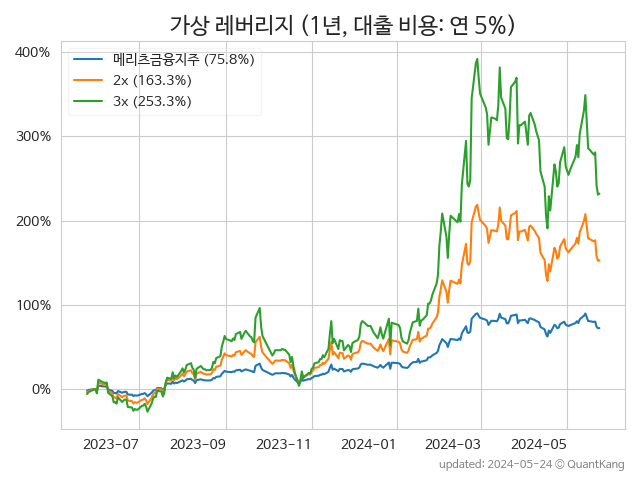 가상 레버리지 (1년, 대출 비용: 연 5%)
400%
300%
200%
100%
0%
메리츠금융지주 (75.8%)
2x (163.3%)
3x (253.3%)
2023-07
2023-09
2023-11
2024-01
2024-03
2024-05
updated: 2024-05-24 © QuantKang